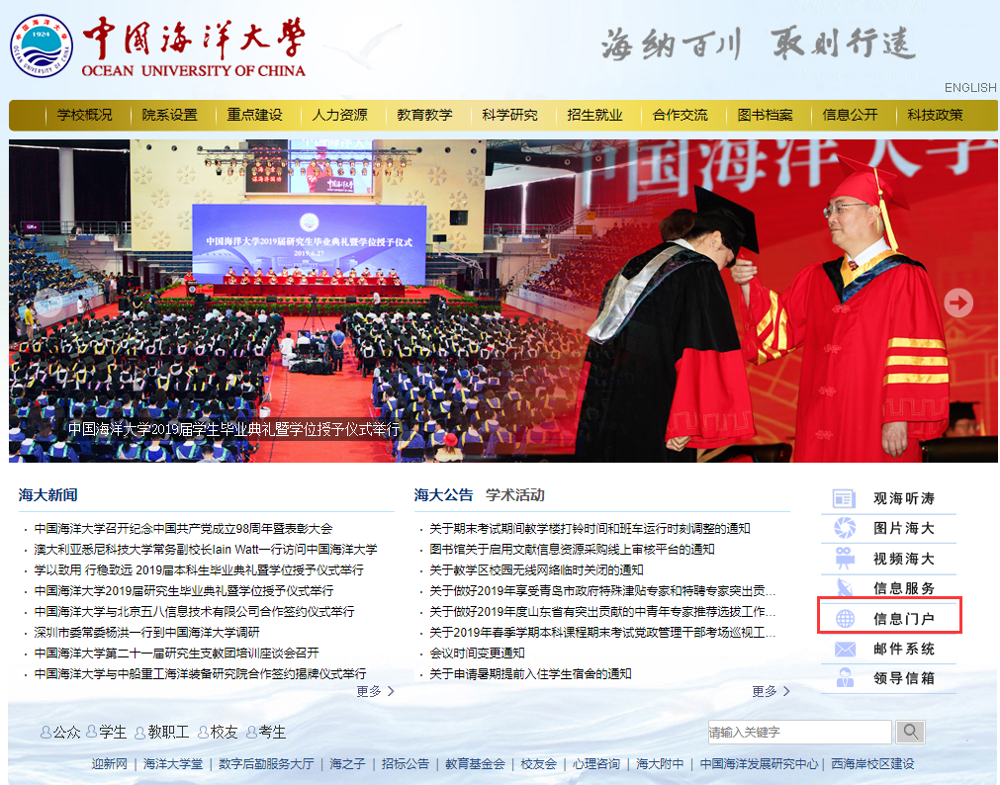 1924
中国海洋大学
OCEAN UNIVERSITY OF CHINA
海纳百川 取则行远
ENGLISH
学校概况 院系设置 重点建设 人力资源 教育教学 科学研究 招生就业 合作交流 图书档案 信息公开 科技政策
中国海洋大学
中国海洋大学2019届研究生毕业典礼暨学位授予仪式
2019.6.27
中国海洋大学2019届学生毕业典礼暨学位授予仪式举行
海大新闻
· 中国海洋大学召开纪念中国共产党成立98周年暨表彰大会
· 澳大利亚悉尼科技大学常务副校长Iain Watt一行访问中国海洋大学
· 学以致用 行稳致远 2019届本科生毕业典礼暨学位授予仪式举行
· 中国海洋大学2019届研究生毕业典礼暨学位授予仪式举行
· 中国海洋大学与北京五八信息技术有限公司合作签约仪式举行
· 深圳市委常委杨洪一行到中国海洋大学调研
· 中国海洋大学第二十一届研究生支教团培训座谈会召开
· 中国海洋大学与中船重工海洋装备研究院合作签约揭牌仪式举行
更多
海大公告 学术活动
· 关于期末考试期间教学楼打铃时间和班车运行时刻调整的通知
· 图书馆关于启用文献信息资源采购线上审核平台的通知
· 关于教学区校园无线网络临时关闭的通知
· 关于做好2019年享受青岛市政府特殊津贴专家和特聘专家突出贡...
· 关于做好2019年度山东省有突出贡献的中青年专家推荐选拔工作...
· 关于2019年春季学期本科课程期末考试党政管理干部考场巡视工...
· 会议时间变更通知
· 关于申请暑期提前入住学生宿舍的通知
更多
观海听涛
图片海大
视频海大
信息服务
信息门户
邮件系统
领导信箱
公众 学生 教职工 校友 考生
请输入关键字
迎新网 | 海洋大学堂 | 数字后勤服务大厅 | 海之子 | 招标公告 | 教育基金会 | 校友会 | 心理咨询 | 海大附中 | 中国海洋发展研究中心 | 西海岸校区建设